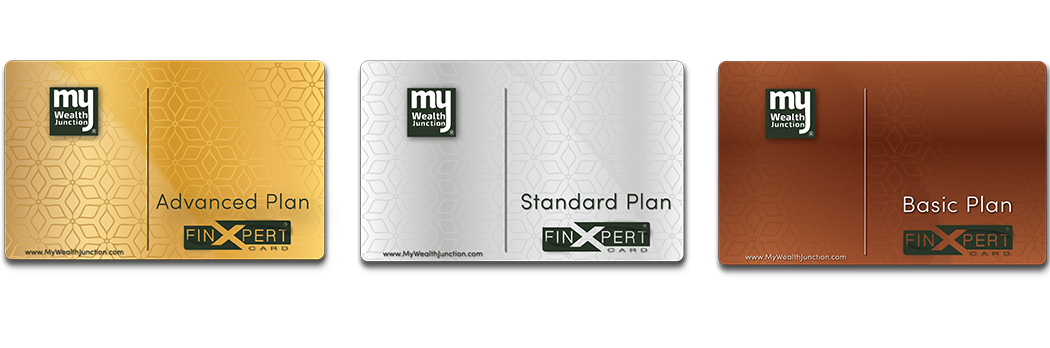 my
Wealth
Junction
®
Advanced Plan
FINXPERT
CARD
www.MyWealthJunction.com
my
Wealth
Junction
®
Standard Plan
FINXPERT
CARD
www.MyWealthJunction.com
my
Wealth
Junction
®
Basic Plan
FINXPERT
CARD
www.MyWealthJunction.com